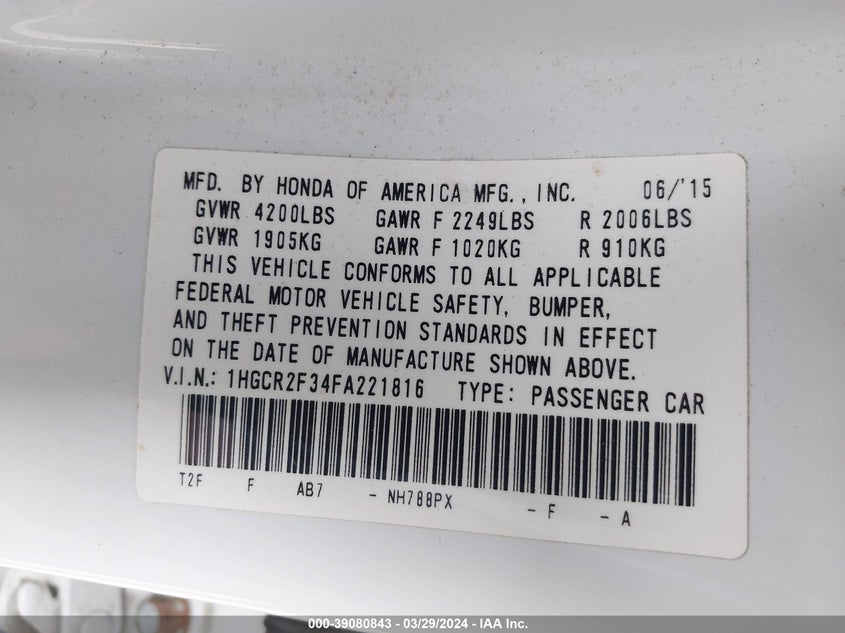 MFD. BY HONDA OF AMERICA MFG., INC. 06/'15
GVWR 4200LBS GAWR F 2249LBS R 2006LBS
GVWR 1905KG GAWR F 1020KG R 910KG
THIS VEHICLE CONFORMS TO ALL APPLICABLE
FEDERAL MOTOR VEHICLE SAFETY, BUMPER,
AND THEFT PREVENTION STANDARDS IN EFFECT
ON THE DATE OF MANUFACTURE SHOWN ABOVE.
V.I.N.: 1HGCR2F34FA221816 TYPE: PASSENGER CAR
T2F F AB7 - NH788PX - F - A
000-39080843 - 03/29/2024 - IAA Inc.